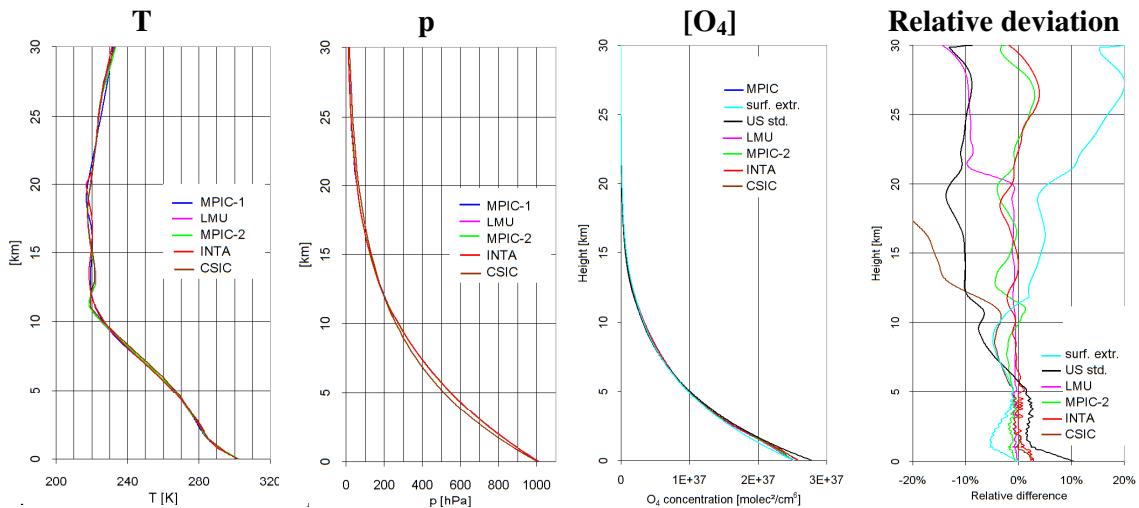 T
p
[O₄]
Relative deviation
30
25
20
15
10
5
0
[km]
MPIC-1
LMU
MPIC-2
INTA
CSIC
200
240
280
320
T [K]
30
25
20
15
10
5
0
[km]
MPIC-1
LMU
MPIC-2
INTA
CSIC
0
200
400
600
800
1000
p [hPa]
30
25
20
15
10
5
0
Height [km]
MPIC
surf. extr.
US std.
LMU
MPIC-2
INTA
CSIC
0
1E+37
2E+37
3E+37
O₄ concentration [molec²/cm⁶]
30
25
20
15
10
5
0
Height [km]
surf. extr.
US std.
LMU
MPIC-2
INTA
CSIC
-20%
-10%
0%
10%
20%
Relative difference